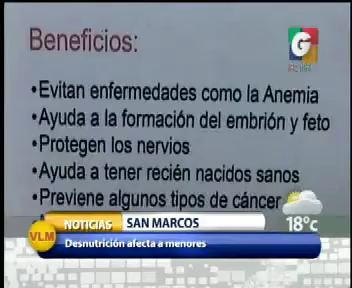 Beneficios:
G
•Evitan enfermedades como la Anemia
•Ayuda a la formación del embrión y feto
•Protegen los nervios
•Ayuda a tener recién nacidos sanos
•Previene algunos tipos de cáncer
NOTICIAS
SAN MARCOS
18°C
VLM
Desnutrición afecta a menores